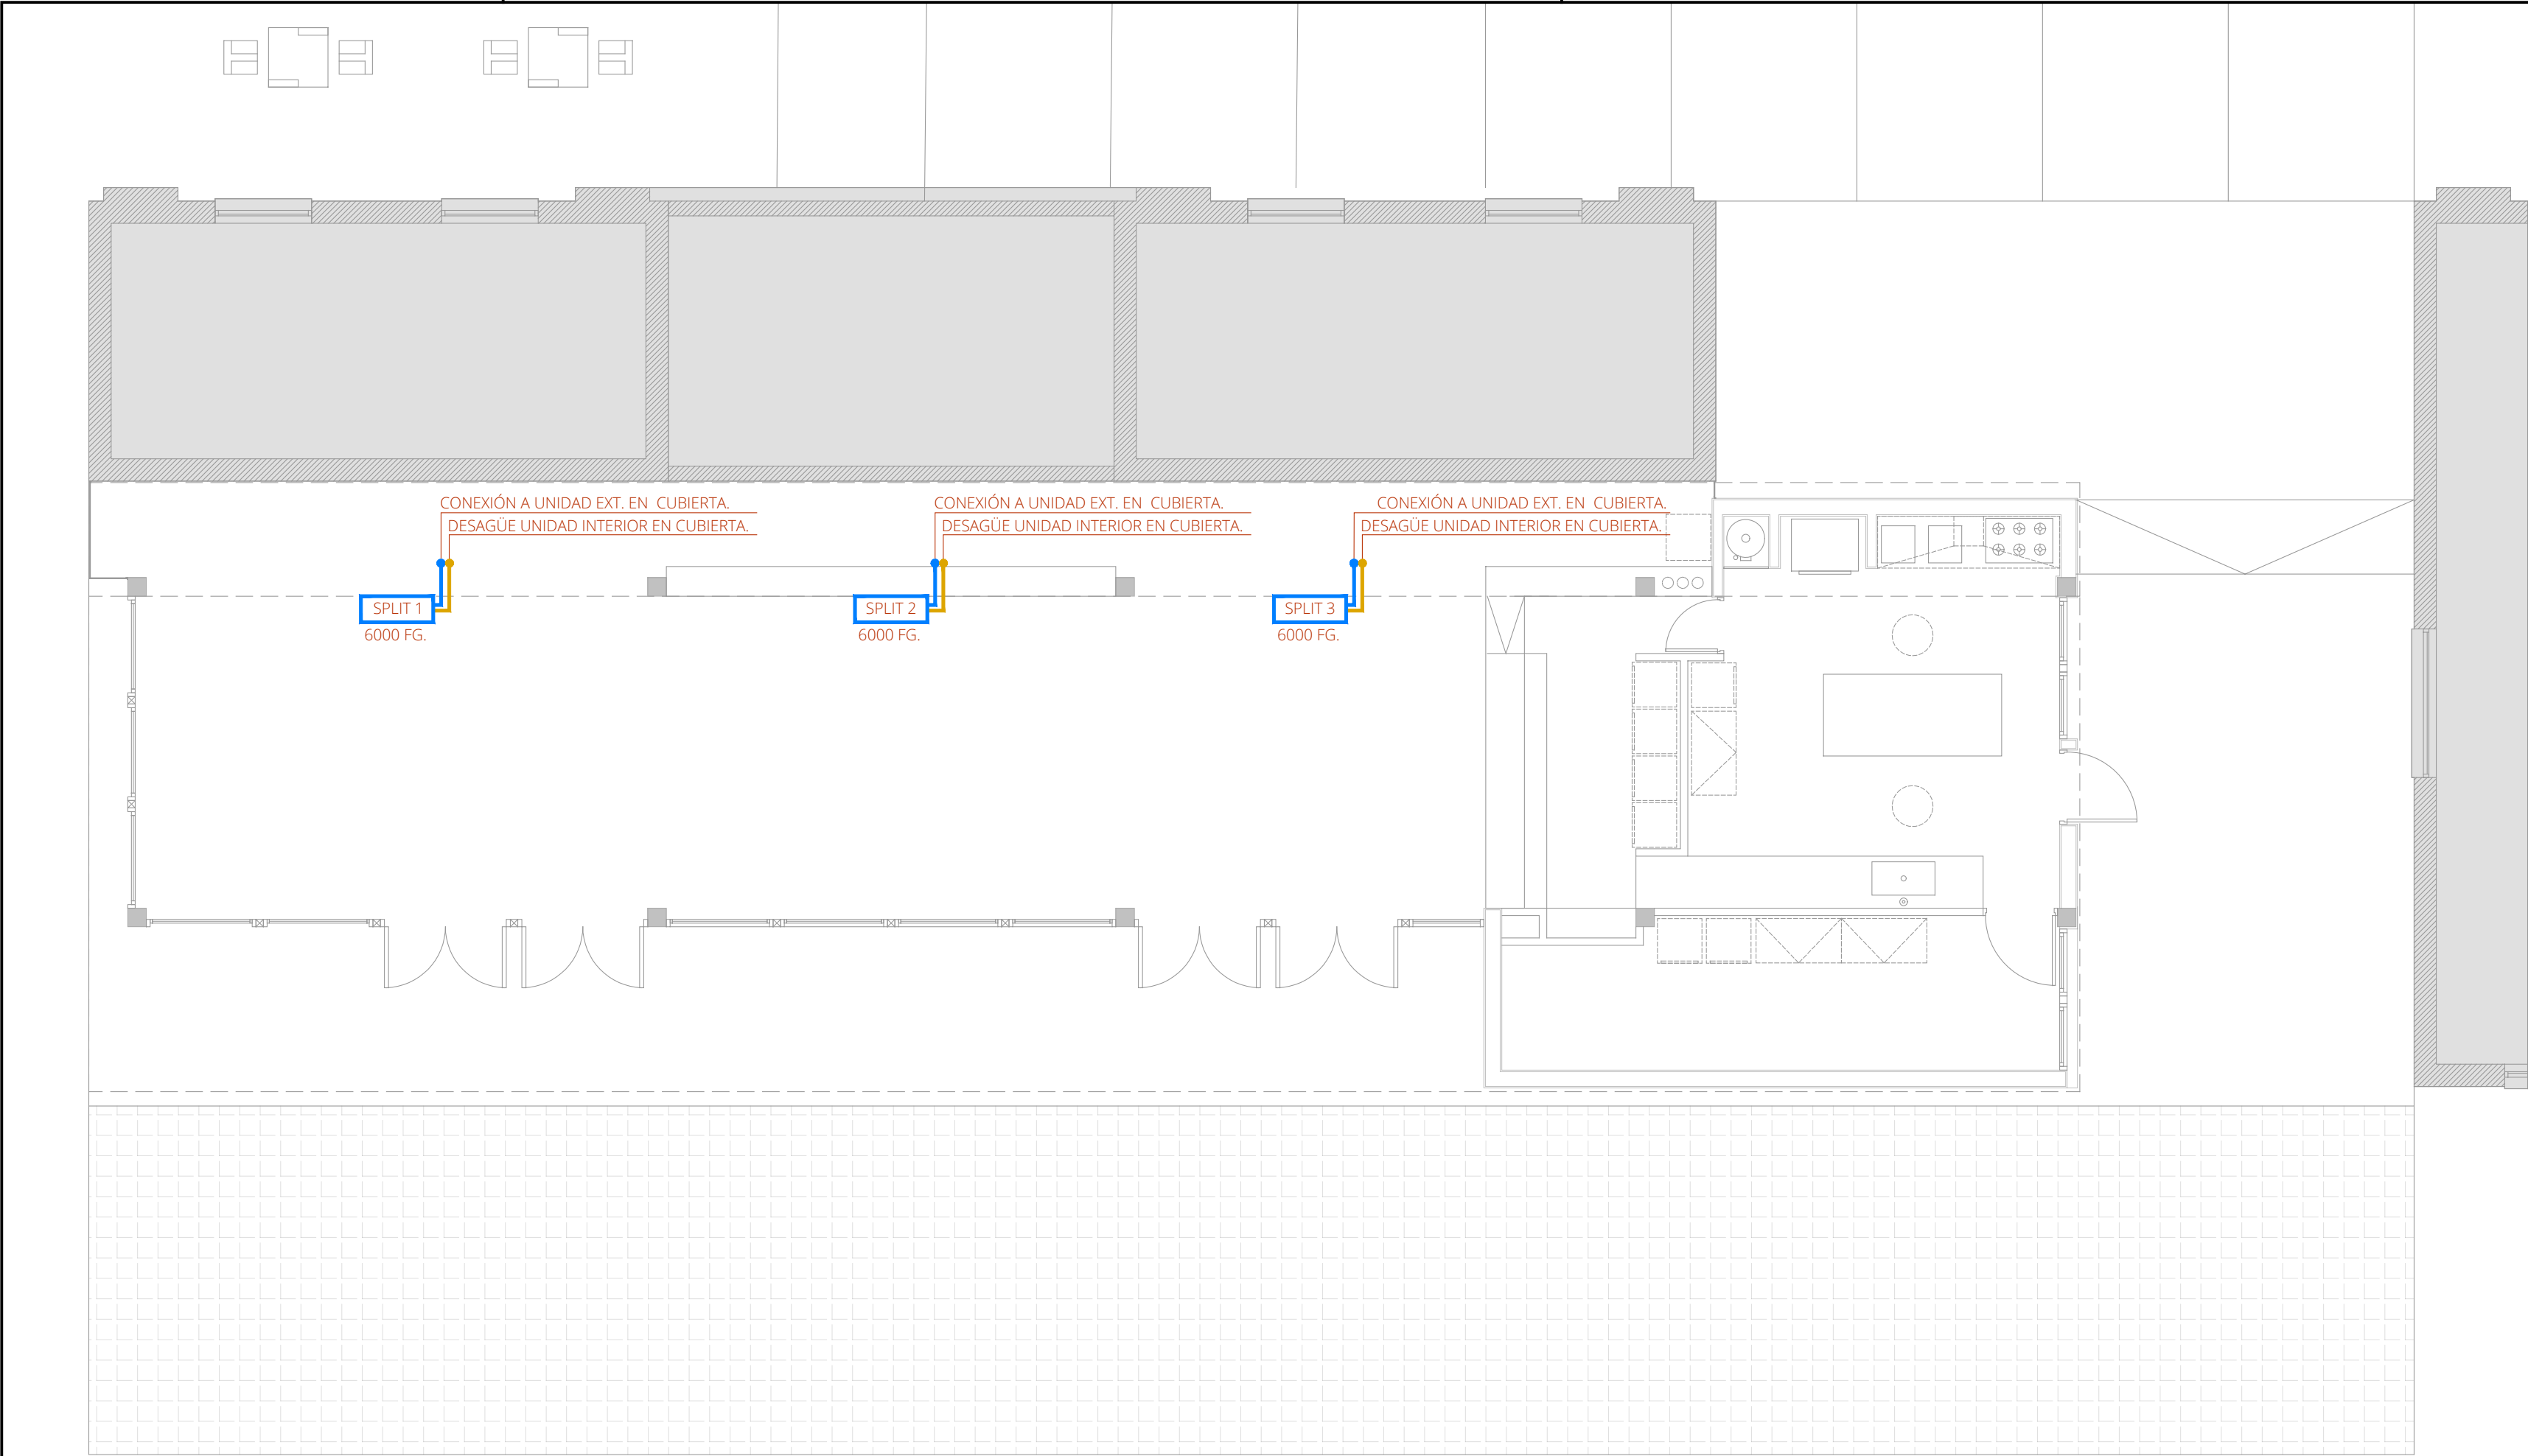 CONEXIÓN A UNIDAD EXT. EN  CUBIERTA.
DESAGÜE UNIDAD INTERIOR EN CUBIERTA.
SPLIT 1
6000 FG.
CONEXIÓN A UNIDAD EXT. EN  CUBIERTA.
DESAGÜE UNIDAD INTERIOR EN CUBIERTA.
SPLIT 2
6000 FG.
CONEXIÓN A UNIDAD EXT. EN  CUBIERTA.
DESAGÜE UNIDAD INTERIOR EN CUBIERTA.
SPLIT 3
6000 FG.